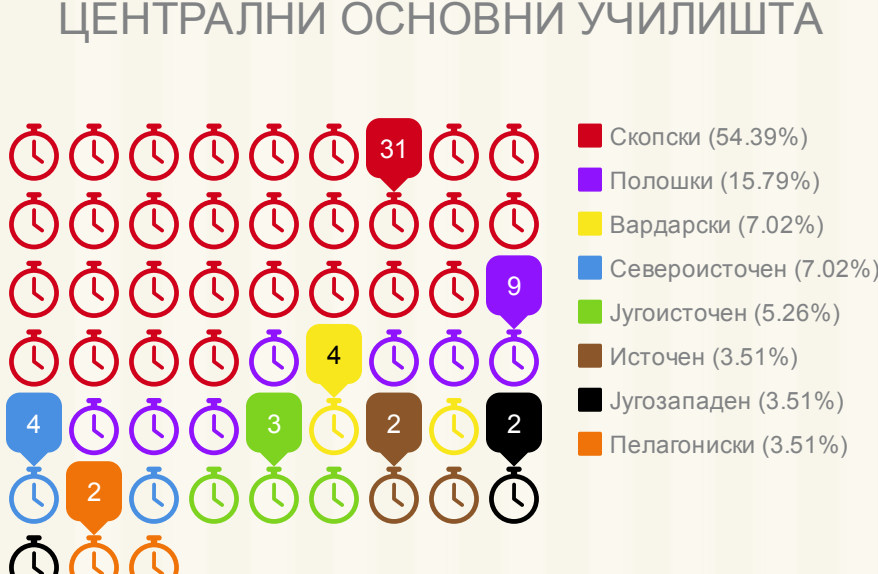 ЦЕНТРАЛНИ ОСНОВНИ УЧИЛИШТА
31
9
4
4
3
2
2
2
Скопски (54.39%)
Полошки (15.79%)
Вардарски (7.02%)
Североисточен (7.02%)
Југоисточен (5.26%)
Источен (3.51%)
Југозападен (3.51%)
Пелагониски (3.51%)